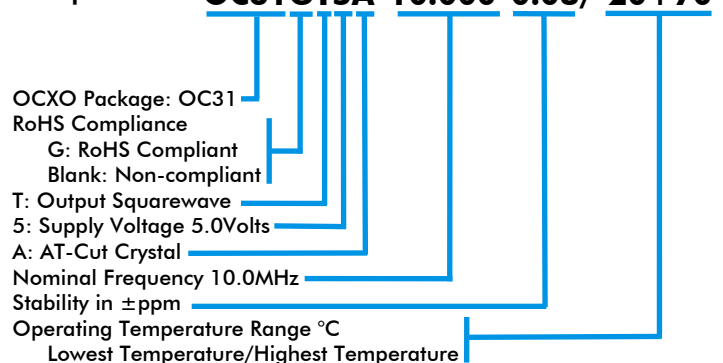 OCXO Package: OC31
RoHS Compliance
G: RoHS Compliant
Blank: Non-compliant
T: Output Squarewave
5: Supply Voltage 5.0Volts
A: AT-Cut Crystal
Nominal Frequency 10.0MHz
Stability in ±ppm
Operating Temperature Range °C
Lowest Temperature/Highest Temperature